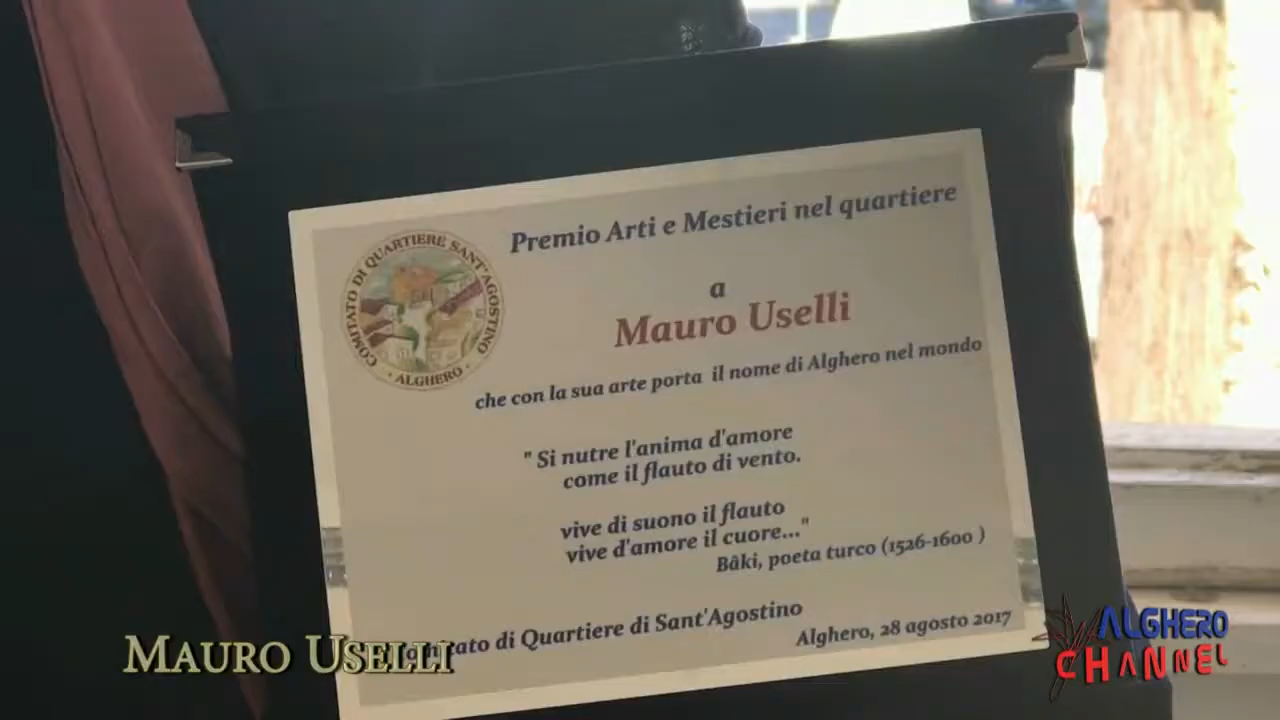 Premio Arti e Mestieri nel quartiere
COMITATO DI QUARTIERE SANT'AGOSTINO
· ALGHERO ·
a
Mauro Uselli
che con la sua arte porta il nome di Alghero nel mondo
" Si nutre l'anima d'amore
come il flauto di vento.
vive di suono il flauto
vive d'amore il cuore..."
Bâki, poeta turco (1526-1600 )
di Quartiere di Sant'Agostino
Alghero, 28 agosto 2017
MAURO USELLI
ALGHERO
CHANNEL